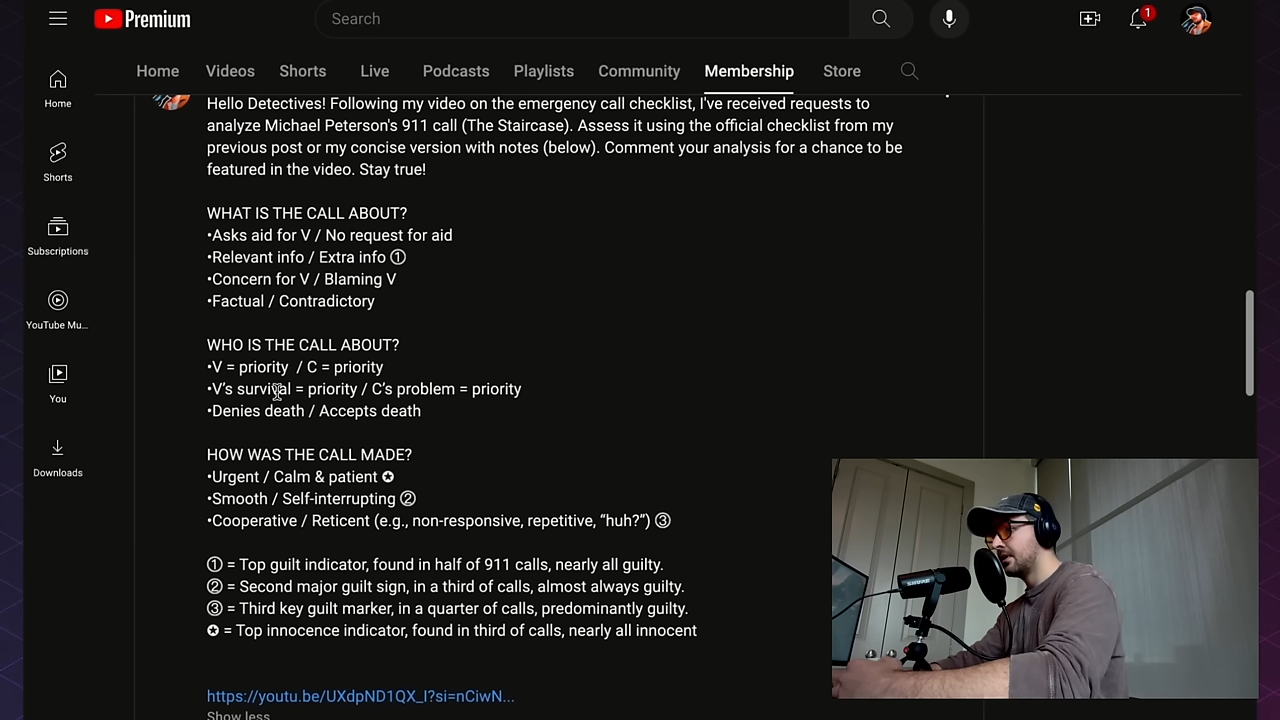 Premium
Search
1
Home
Videos
Shorts
Live
Podcasts
Playlists
Community
Membership
Store
Home
Shorts
Subscriptions
YouTube Mu...
You
Downloads
Hello Detectives! Following my video on the emergency call checklist, I've received requests to
analyze Michael Peterson's 911 call (The Staircase). Assess it using the official checklist from my
previous post or my concise version with notes (below). Comment your analysis for a chance to be
featured in the video. Stay true!
WHAT IS THE CALL ABOUT?
•Asks aid for V / No request for aid
•Relevant info / Extra info ①
•Concern for V / Blaming V
•Factual / Contradictory
WHO IS THE CALL ABOUT?
•V = priority / C = priority
•V's survival = priority / C's problem = priority
•Denies death / Accepts death
HOW WAS THE CALL MADE?
•Urgent / Calm & patient ✪
•Smooth / Self-interrupting ②
•Cooperative / Reticent (e.g., non-responsive, repetitive, “huh?”) ③
① = Top guilt indicator, found in half of 911 calls, nearly all guilty.
② = Second major guilt sign, in a third of calls, almost always guilty.
③ = Third key guilt marker, in a quarter of calls, predominantly guilty.
✪ = Top innocence indicator, found in third of calls, nearly all innocent
https://youtu.be/UXdpND1QX_I?si=nCiwN...
Show less
SHURE